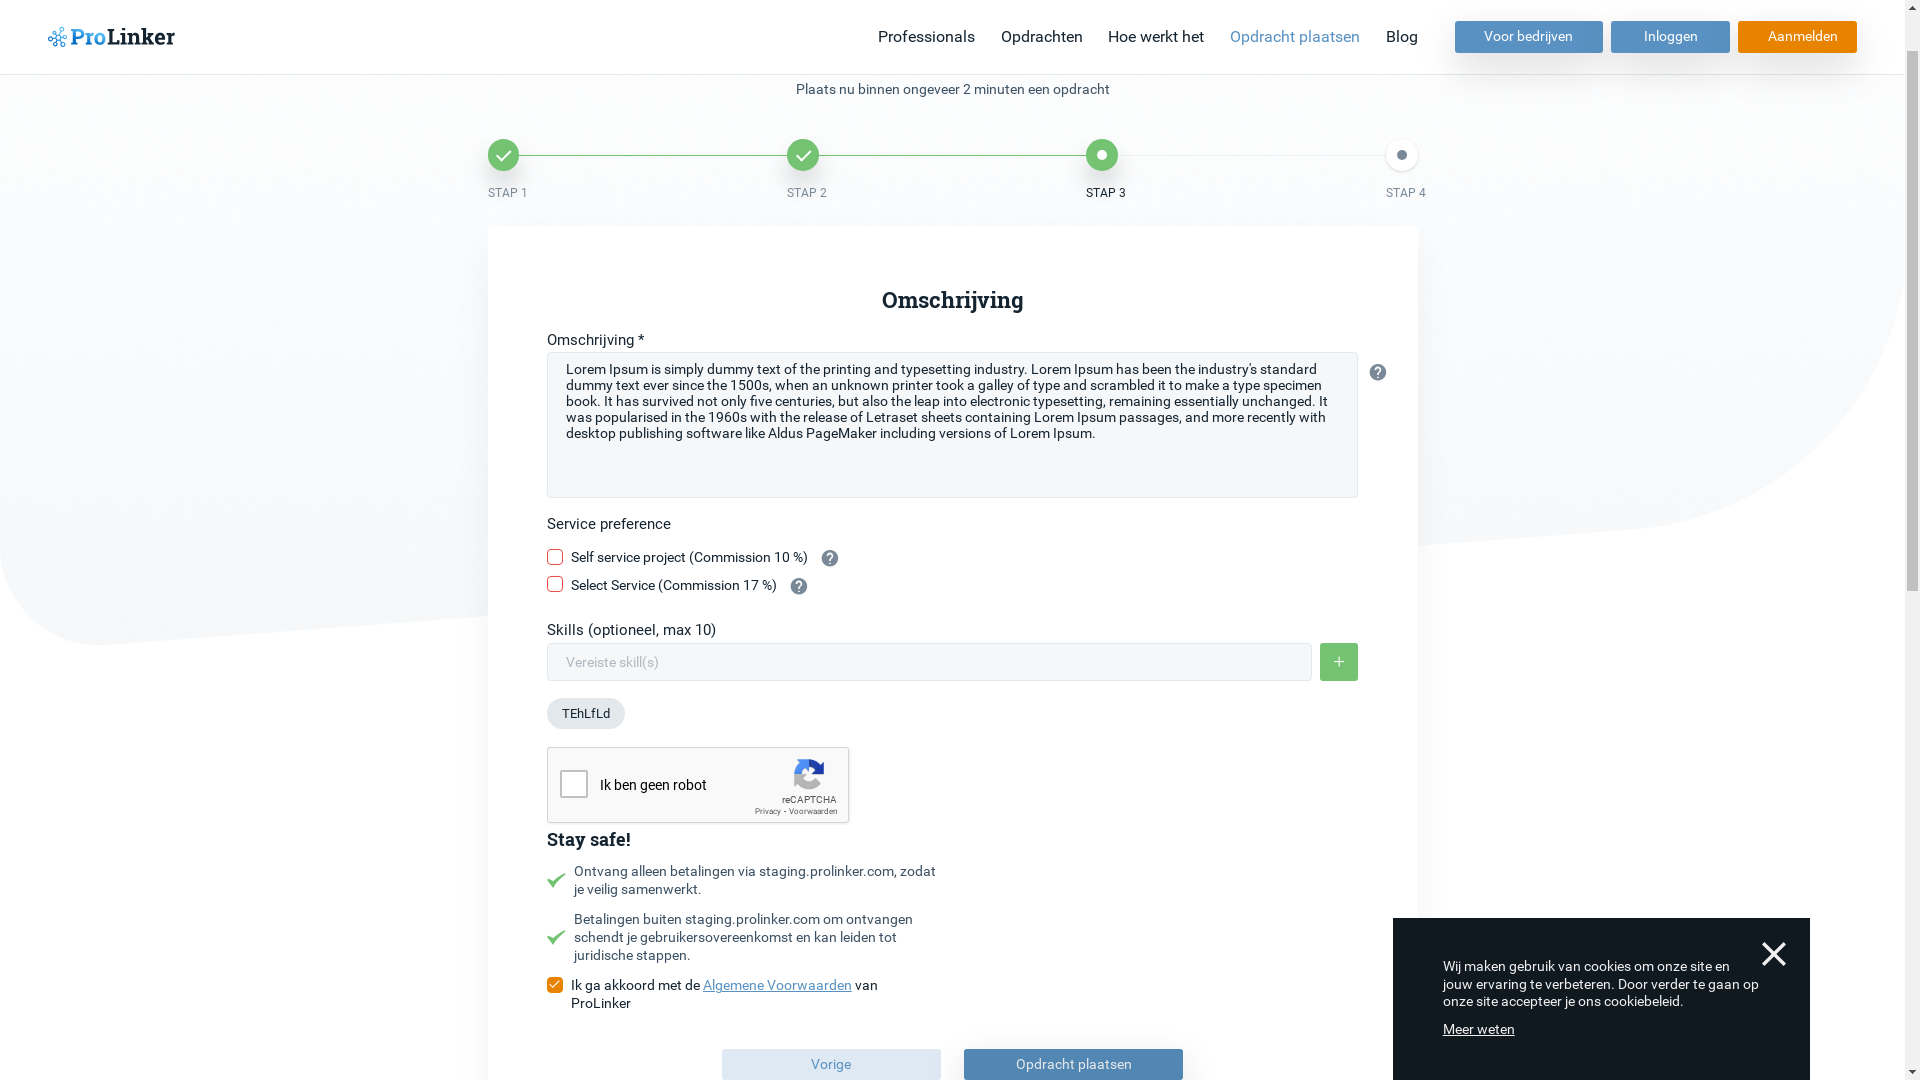 ProLinker
Professionals
Opdrachten
Hoe werkt het
Opdracht plaatsen
Blog
Voor bedrijven
Inloggen
Aanmelden
Plaats nu binnen ongeveer 2 minuten een opdracht
STAP 1
STAP 2
STAP 3
STAP 4
Omschrijving
Omschrijving *
Lorem Ipsum is simply dummy text of the printing and typesetting industry. Lorem Ipsum has been the industry's standard
dummy text ever since the 1500s, when an unknown printer took a galley of type and scrambled it to make a type specimen
book. It has survived not only five centuries, but also the leap into electronic typesetting, remaining essentially unchanged. It
was popularised in the 1960s with the release of Letraset sheets containing Lorem Ipsum passages, and more recently with
desktop publishing software like Aldus PageMaker including versions of Lorem Ipsum.
Service preference
Self service project (Commission 10 %)
Select Service (Commission 17 %)
Skills (optioneel, max 10)
Vereiste skill(s)
+
TEhLfLd
Ik ben geen robot
reCAPTCHA
Privacy - Voorwaarden
Stay safe!
Ontvang alleen betalingen via staging.prolinker.com, zodat
je veilig samenwerkt.
Betalingen buiten staging.prolinker.com om ontvangen
schendt je gebruikersovereenkomst en kan leiden tot
juridische stappen.
Ik ga akkoord met de Algemene Voorwaarden van
ProLinker
Vorige
Opdracht plaatsen
Wij maken gebruik van cookies om onze site en
jouw ervaring te verbeteren. Door verder te gaan op
onze site accepteer je ons cookiebeleid.
Meer weten